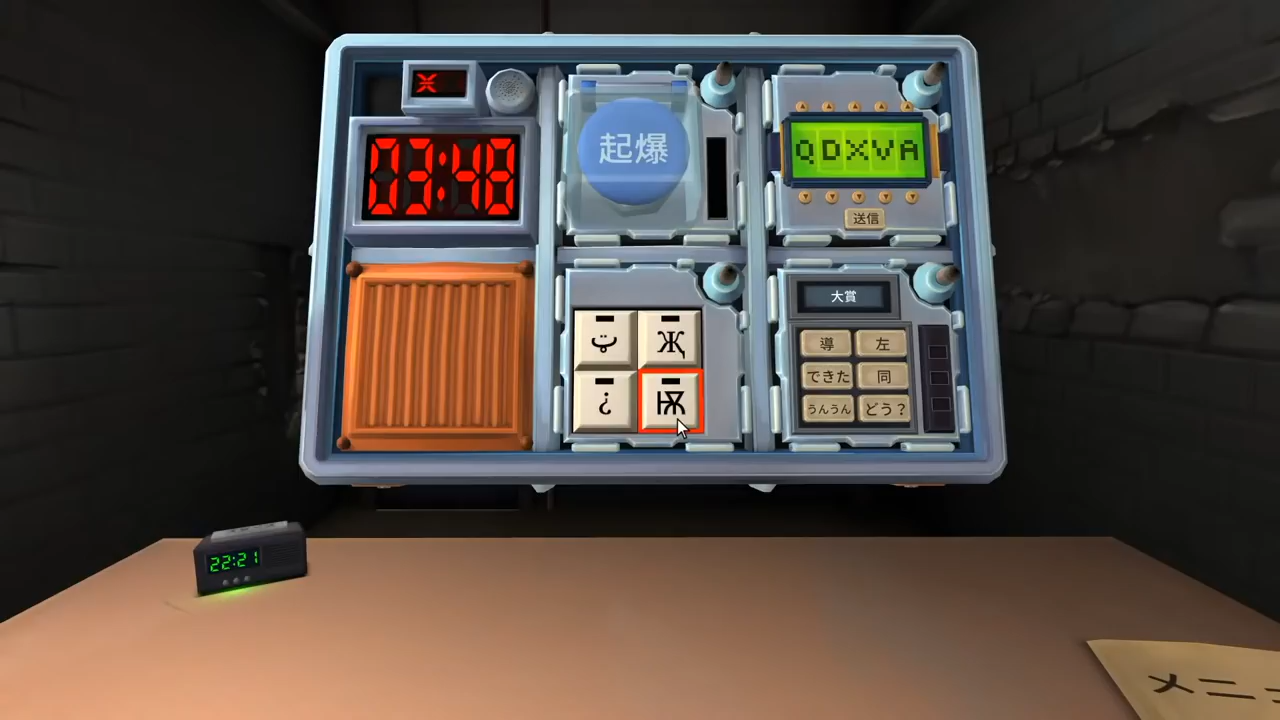 X
03:48
起爆
QDXVA
送信
ټ
Җ
¿
Ѭ
大賞
導 左
できた 同
うんうん どう?
22:21
メニ